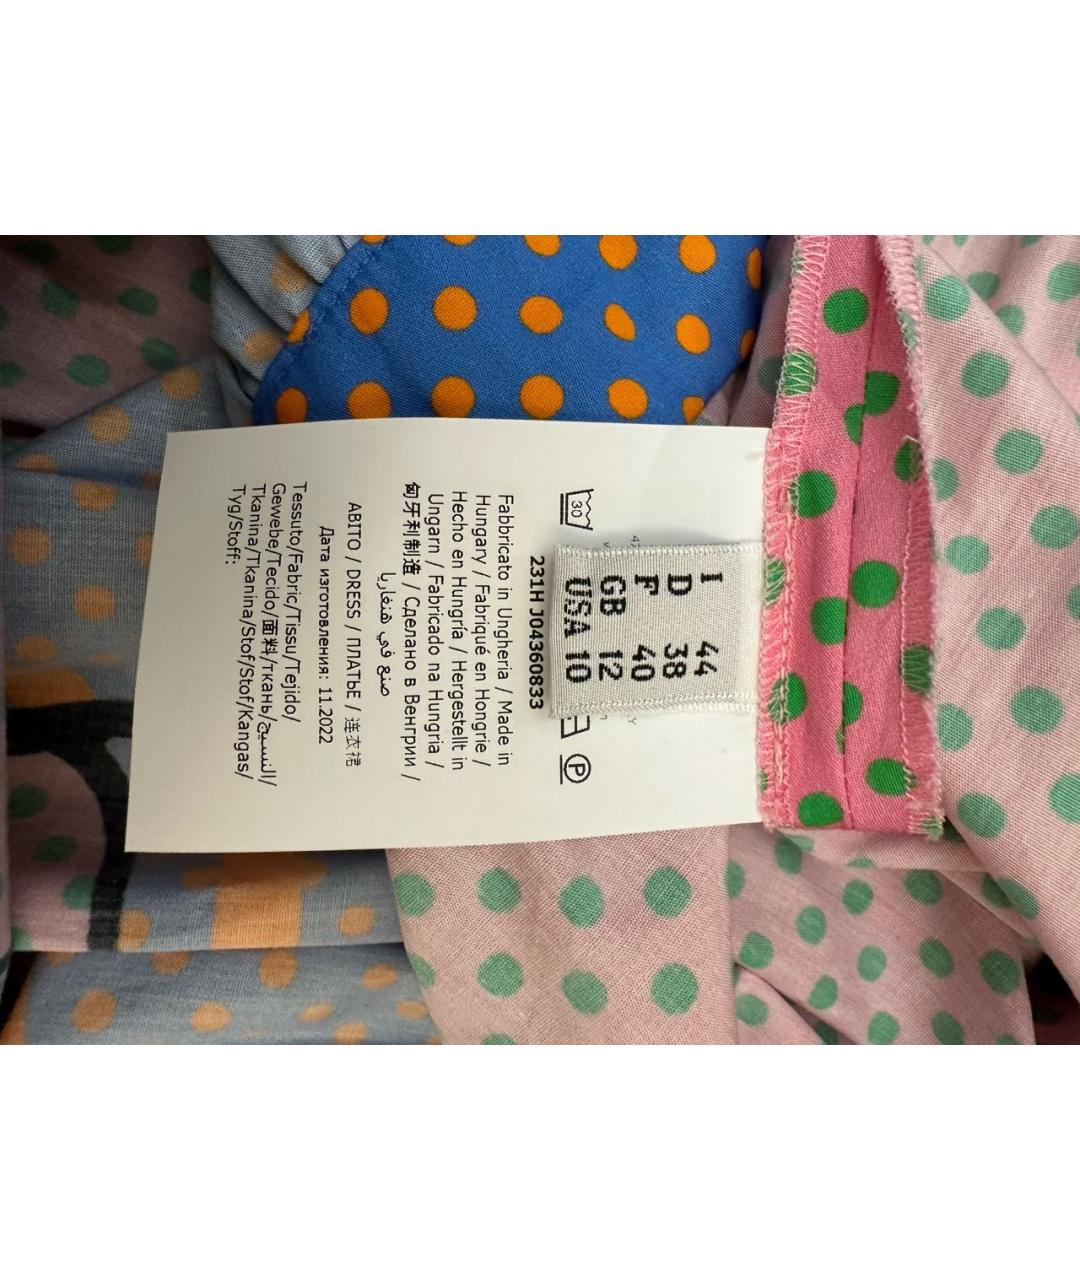 I 44
D 38
F 40
GB 12
USA 10
30
P
231H J04360833
Fabbricato in Ungheria / Made in
Hungary / Fabriqué en Hongrie /
Hecho en Hungría / Hergestellt in
Ungarn / Fabricado na Hungria /
匈牙利制造 / Сделано в Венгрии /
صنع في هنغاريا
ABITO / DRESS / ПЛАТЬЕ / 连衣裙
Дата изготовления: 11.2022
Tessuto/Fabric/Tissu/Tejido/
Gewebe/Tecido/面料/ткань/النسيج/
Tkanina/Tkanina/Stof/Stof/Kangas/
Tyg/Stoff: